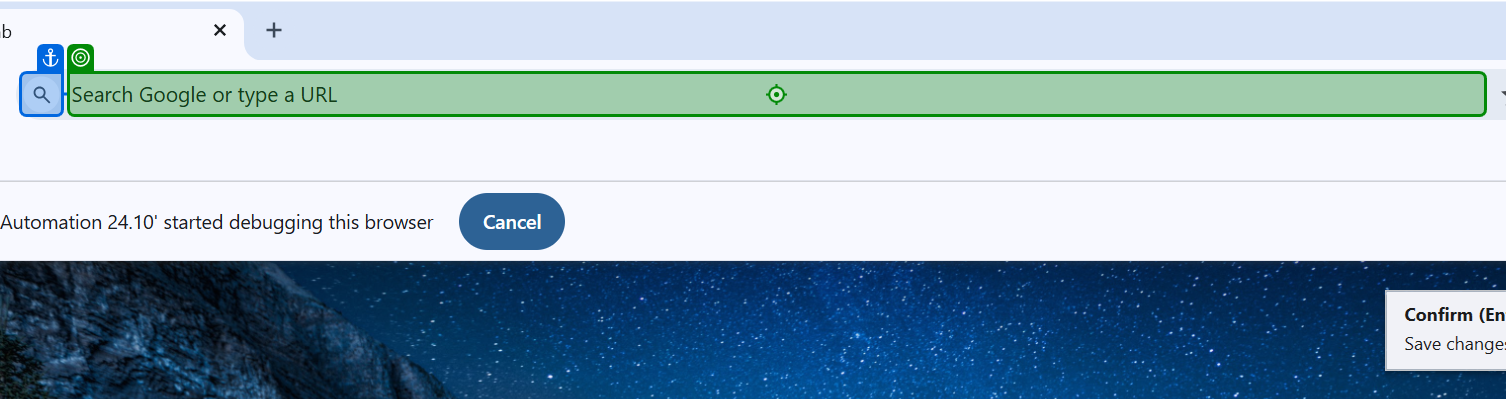 Search Google or type a URL
Automation 24.10' started debugging this browser
Cancel
Confirm (En
Save changes